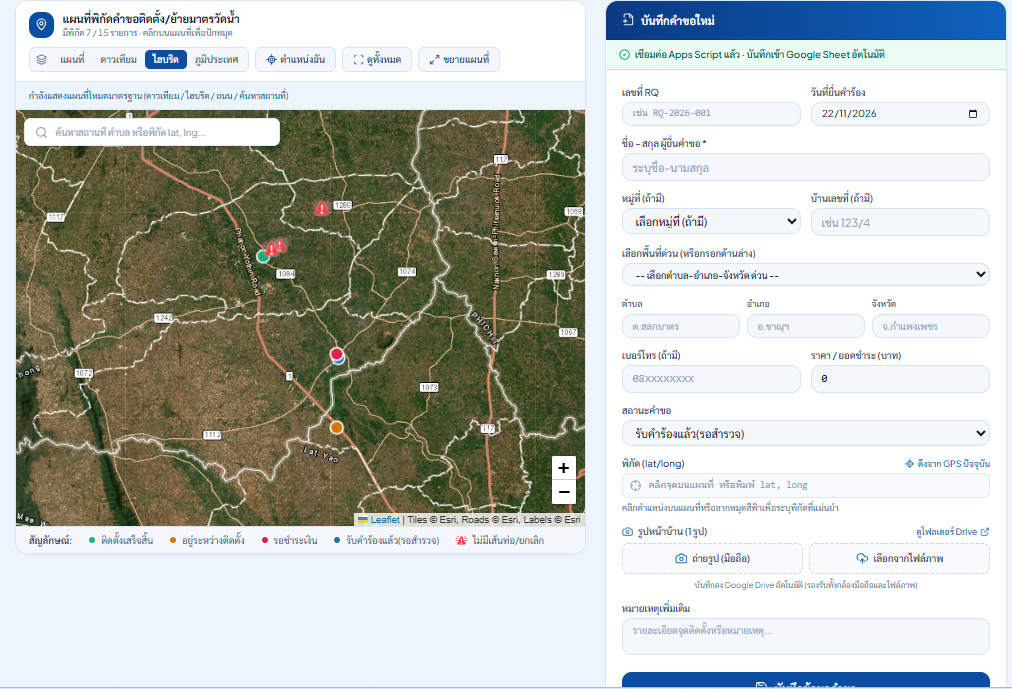 แผนที่พิกัดคำขอติดตั้ง/ย้ายมาตรวัดน้ำ
มีพิกัด 7 / 15 รายการ · คลิกบนแผนที่เพื่อปักหมุด
แผนที่ ดาวเทียม ไฮบริด ภูมิประเทศ ตำแหน่งฉัน ดูทั้งหมด ขยายแผนที่
กำลังแสดงแผนที่โหมดมาตรฐาน (ดาวเทียม / ไฮบริด / ถนน / ค้นหาสถานที่)
ค้นหาสถานที่ ตำบล หรือพิกัด lat, lng...
117
1280
1117
1069
Phahon Yothin Road
Nakhon Sawan-Phitsanulok Road
1084
1074
1289
1242
PHICHIT
1067
1072
1
1073
1112
117
Lat Yao
+
−
Leaflet | Tiles © Esri, Roads © Esri, Labels © Esri
สัญลักษณ์: ติดตั้งเสร็จสิ้น อยู่ระหว่างติดตั้ง รอชำระเงิน รับคำร้องแล้ว(รอสำรวจ) ไม่มีเส้นท่อ/ยกเลิก
บันทึกคำขอใหม่
เชื่อมต่อ Apps Script แล้ว · บันทึกเข้า Google Sheet อัตโนมัติ
เลขที่ RQ วันที่ยื่นคำร้อง
เช่น RQ-2026-001 22/11/2026
ชื่อ - สกุล ผู้ยื่นคำขอ *
ระบุชื่อ-นามสกุล
หมู่ที่ (ถ้ามี) บ้านเลขที่ (ถ้ามี)
เลือกหมู่ที่ (ถ้ามี) เช่น 123/4
เลือกพื้นที่ด่วน (หรือกรอกด้านล่าง)
-- เลือกตำบล-อำเภอ-จังหวัด ด่วน --
ตำบล อำเภอ จังหวัด
ต.สลกบาตร อ.ขาณุฯ จ.กำแพงเพชร
เบอร์โทร (ถ้ามี) ราคา / ยอดชำระ (บาท)
08xxxxxxxx 0
สถานะคำขอ
รับคำร้องแล้ว(รอสำรวจ)
พิกัด (lat/long) ดึงจาก GPS ปัจจุบัน
คลิกจุดบนแผนที่ หรือพิมพ์ lat, long
คลิกตำแหน่งบนแผนที่หรือลากหมุดสีฟ้าเพื่อระบุพิกัดที่แม่นยำ
รูปหน้าบ้าน (1 รูป) ดูโฟลเดอร์ Drive
ถ่ายรูป (มือถือ) เลือกจากไฟล์ภาพ
บันทึกลง Google Drive อัตโนมัติ (รองรับทั้งกล้องมือถือและไฟล์ภาพ)
หมายเหตุเพิ่มเติม
รายละเอียดจุดติดตั้งหรือหมายเหตุ...